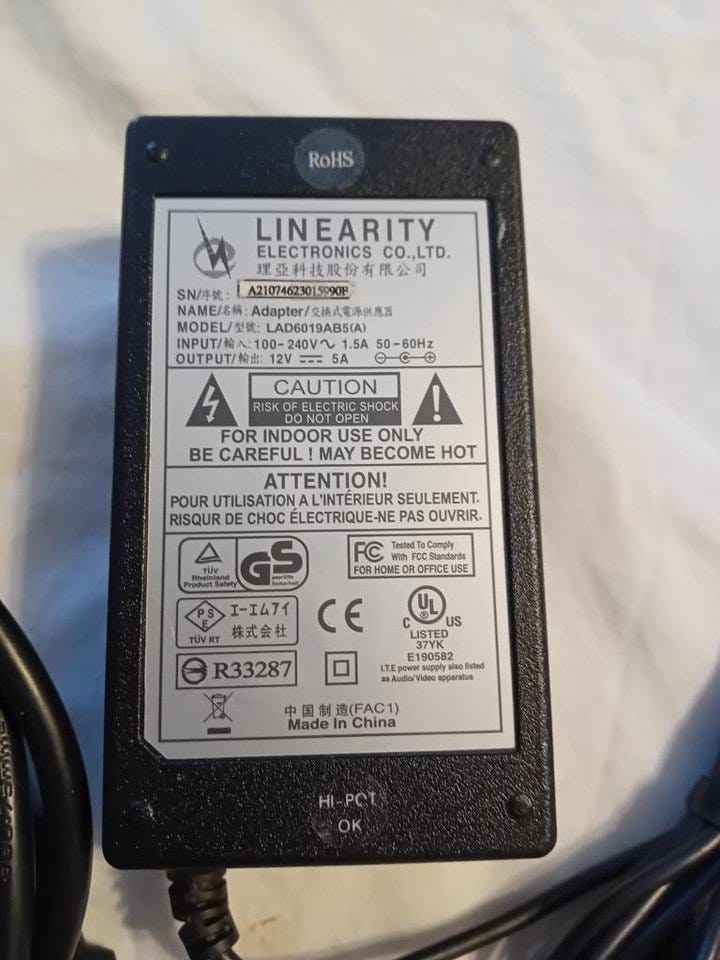 RoHS
LINEARITY
ELECTRONICS CO.,LTD.
理亞科技股份有限公司
SN/序號:
NAME/名稱: Adapter/交換式電源供應器
MODEL/型號: LAD6019AB5(A)
INPUT/輸入: 100-240V~ 1.5A 50-60Hz
OUTPUT/輸出: 12V 5A
CAUTION
RISK OF ELECTRIC SHOCK
DO NOT OPEN
FOR INDOOR USE ONLY
BE CAREFUL ! MAY BECOME HOT
ATTENTION!
POUR UTILISATION A L'INTÉRIEUR SEULEMENT.
RISQUR DE CHOC ÉLECTRIQUE-NE PAS OUVRIR.
TÜV
Rheinland
Product Safety
GS
geprüfte
Sicherheit
FC Tested To Comply
With FCC Standards
FOR HOME OR OFFICE USE
PS
E
TÜV RT
エーエムアイ
株式会社
CE
C UL US
®
LISTED
37YK
E190582
I.T.E power supply also listed
as Audio/Video apparatus
R33287
中国制造(FAC1)
Made In China
HI-POT
OK